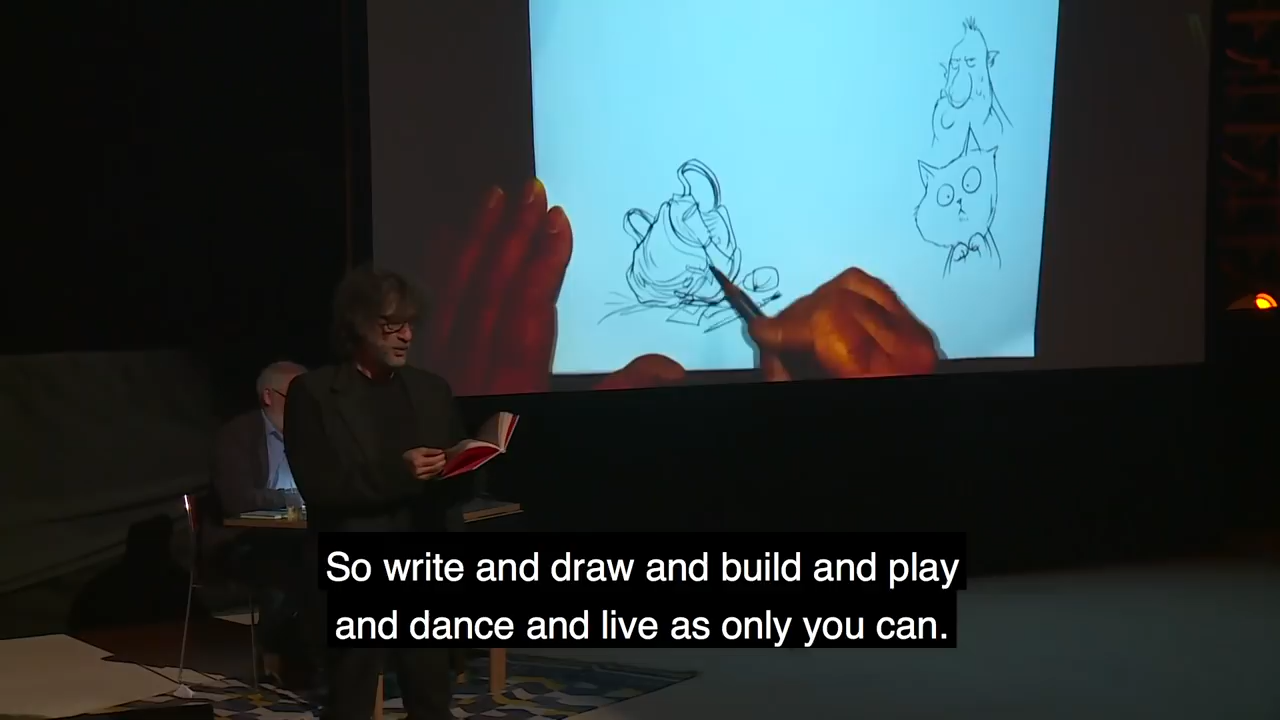 So write and draw and build and play
and dance and live as only you can.